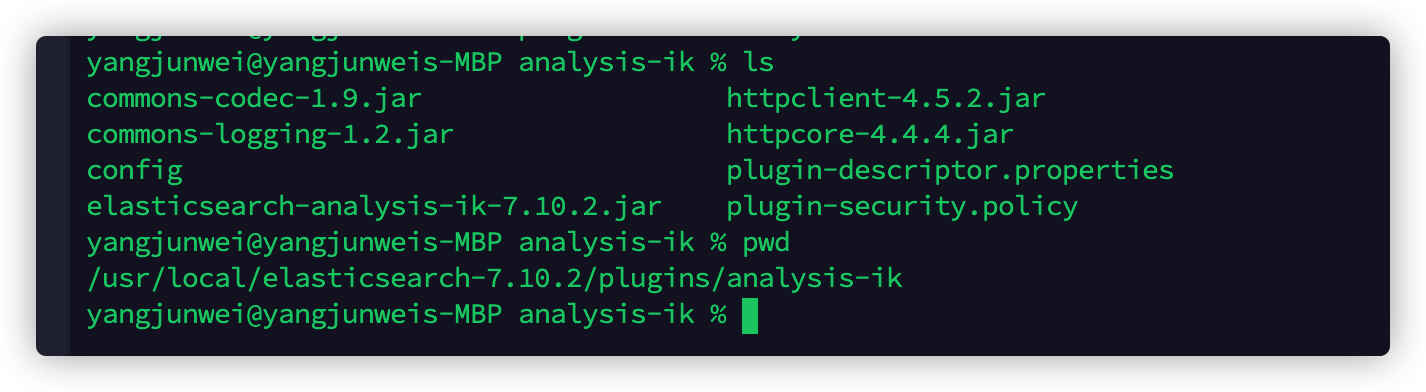 yangjunwei@yangjunweis-MBP analysis-ik % ls
commons-codec-1.9.jar httpclient-4.5.2.jar
commons-logging-1.2.jar httpcore-4.4.4.jar
config plugin-descriptor.properties
elasticsearch-analysis-ik-7.10.2.jar plugin-security.policy
yangjunwei@yangjunweis-MBP analysis-ik % pwd
/usr/local/elasticsearch-7.10.2/plugins/analysis-ik
yangjunwei@yangjunweis-MBP analysis-ik %